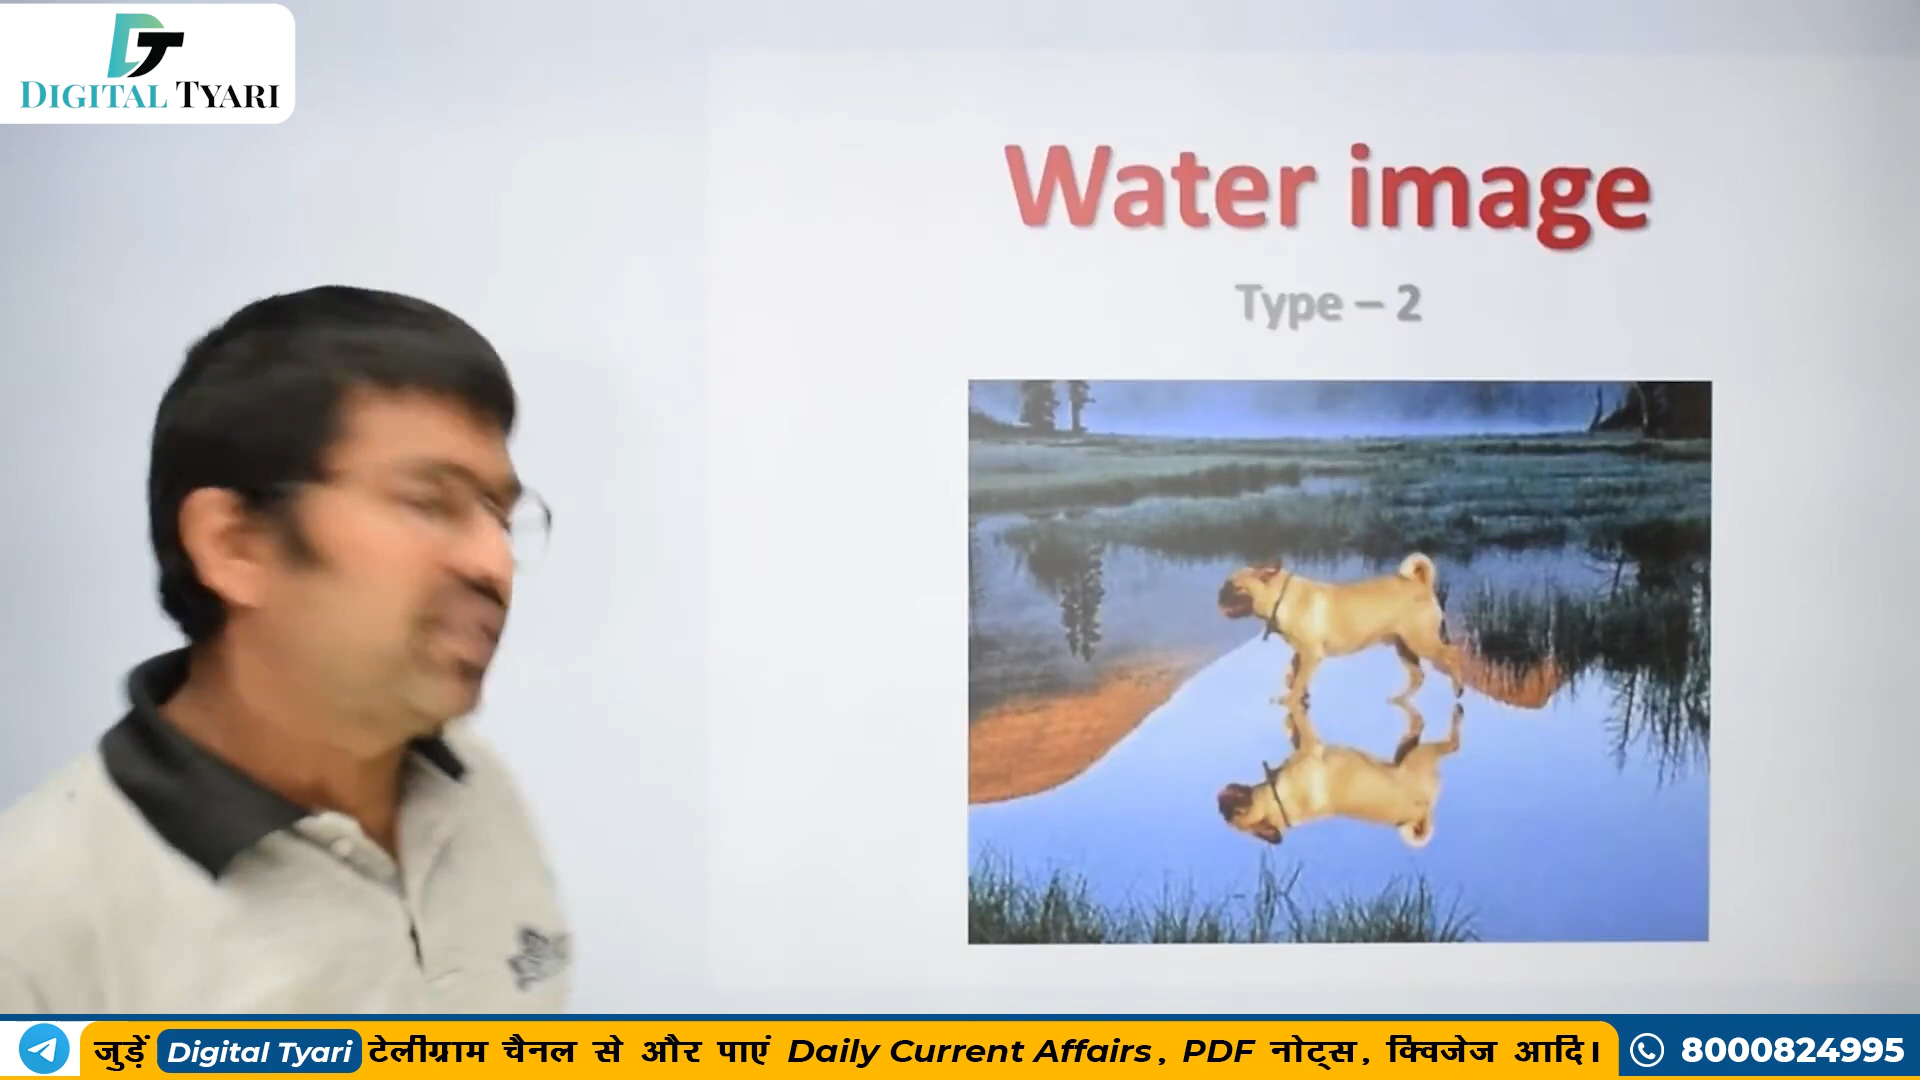 DIGITAL TYARI
Water image
Type – 2
जुड़ें Digital Tyari टेलीग्राम चैनल से और पाएं Daily Current Affairs, PDF नोट्स, क्विजेज आदि। 8000824995